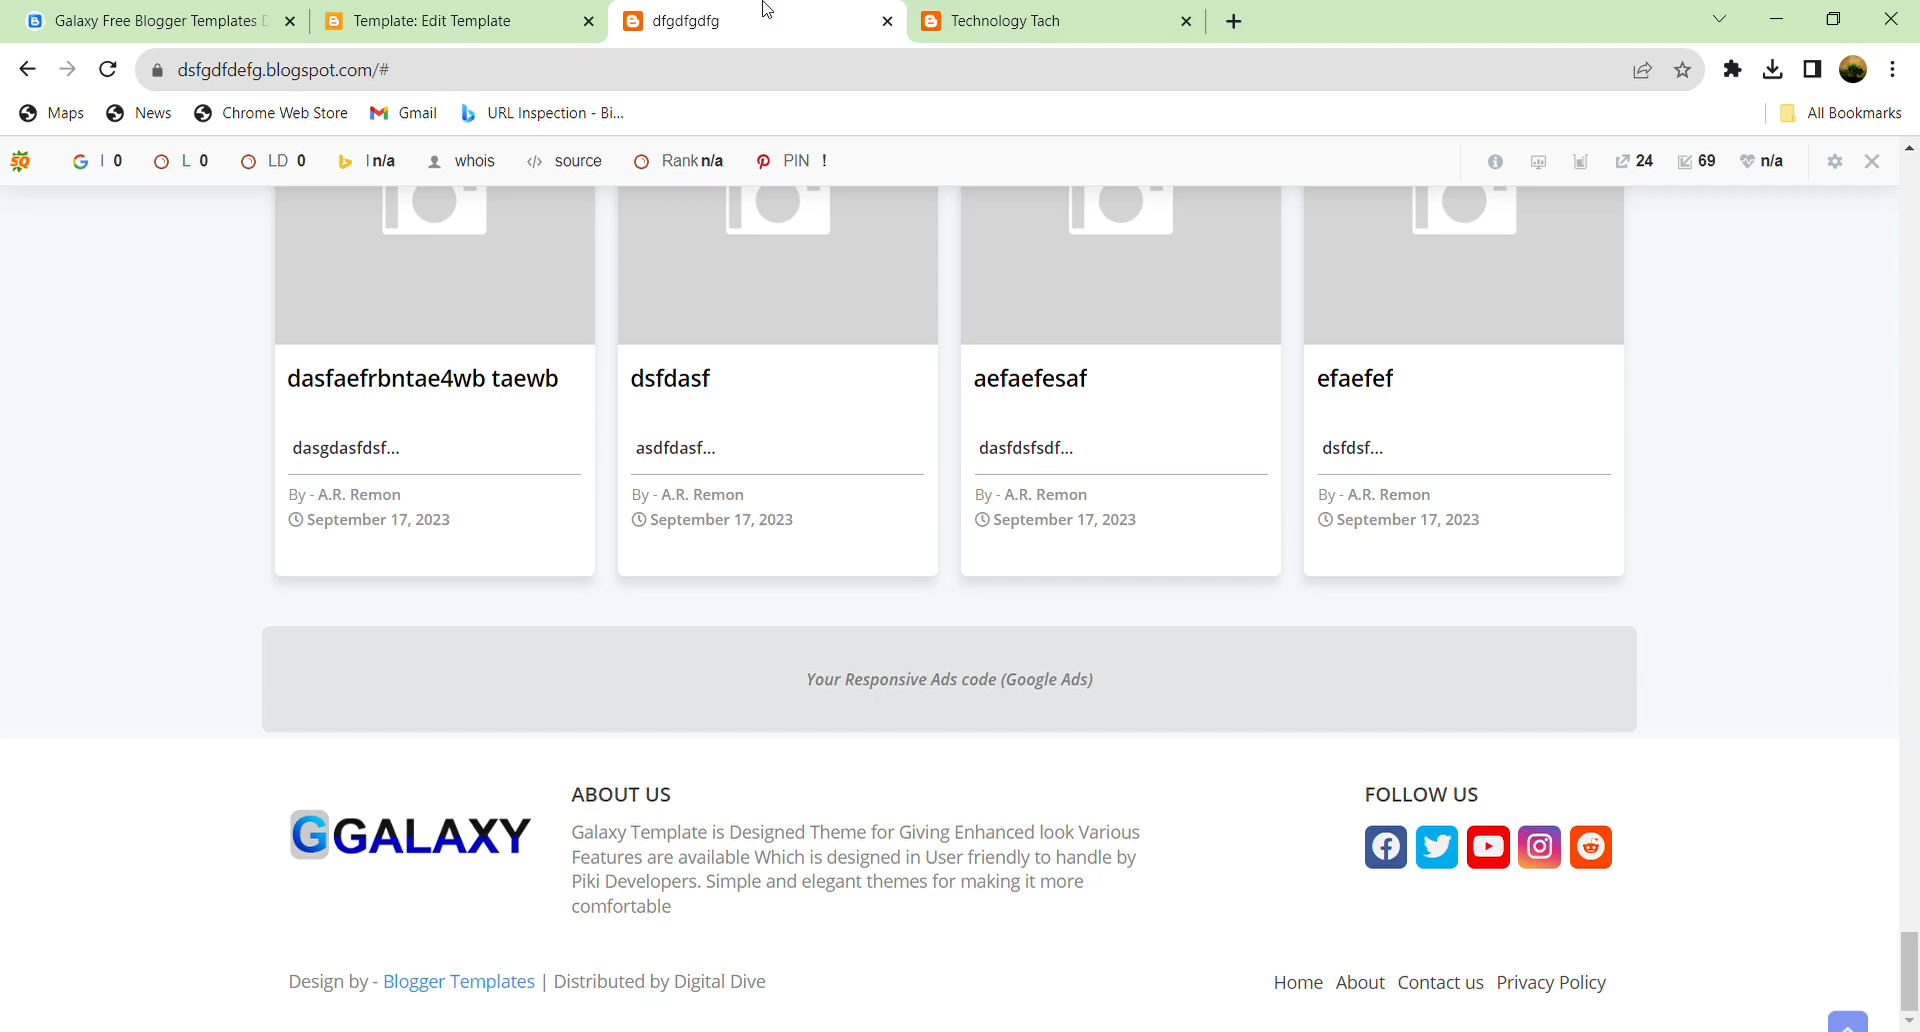 Galaxy Free Blogger Templates
Template: Edit Template
dfgdfgdfg
Technology Tach
dsfgdfdefg.blogspot.com/#
Maps
News
Chrome Web Store
Gmail
URL Inspection - Bi...
All Bookmarks
SQ
I 0
L 0
LD 0
I n/a
whois
source
Rank n/a
PIN !
24
69
n/a
dasfaefrbntae4wb taewb
dasgdasfdsf...
By - A.R. Remon
September 17, 2023
dsfdasf
asdfdasf...
By - A.R. Remon
September 17, 2023
aefaefesaf
dasfdsfsdf...
By - A.R. Remon
September 17, 2023
efaefef
dsfdsf...
By - A.R. Remon
September 17, 2023
Your Responsive Ads code (Google Ads)
G GALAXY
ABOUT US
Galaxy Template is Designed Theme for Giving Enhanced look Various
Features are available Which is designed in User friendly to handle by
Piki Developers. Simple and elegant themes for making it more
comfortable
FOLLOW US
Design by - Blogger Templates | Distributed by Digital Dive
Home About Contact us Privacy Policy